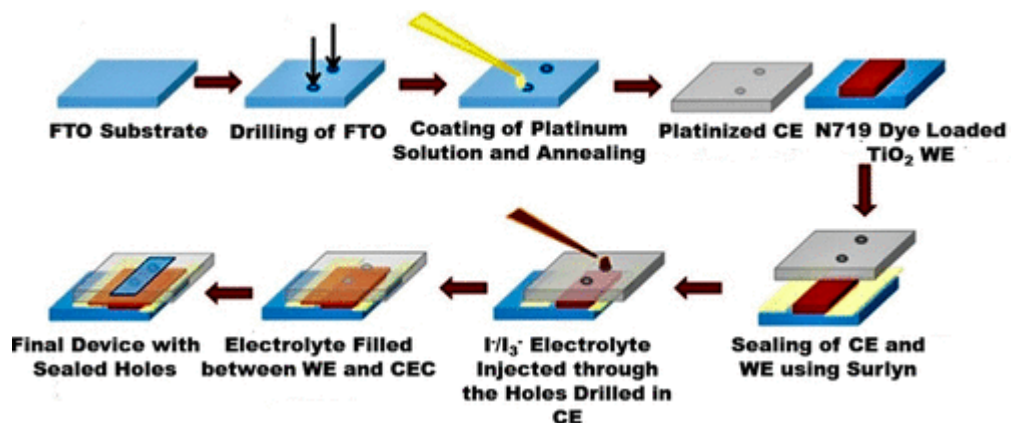 FTO Substrate
Drilling of FTO
Coating of Platinum
Solution and Annealing
Platinized CE
N719 Dye Loaded
TiO₂ WE
Sealing of CE and
WE using Surlyn
I⁻/I₃⁻ Electrolyte
Injected through
the Holes Drilled in
CE
Electrolyte Filled
between WE and CEC
Final Device with
Sealed Holes